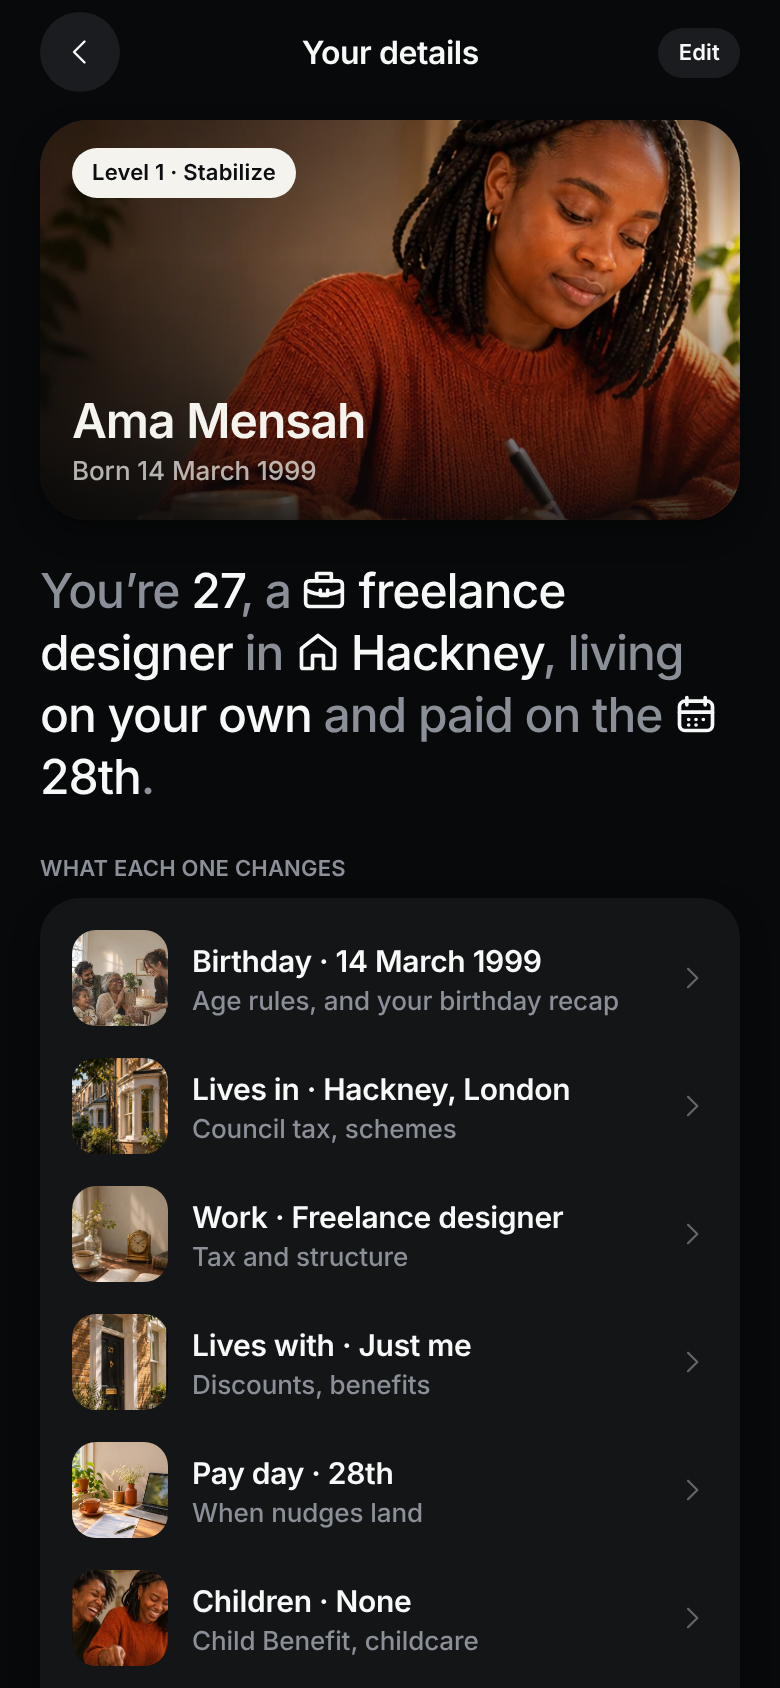 Your details
Edit
Level 1 · Stabilize
Ama Mensah
Born 14 March 1999
You’re 27, a freelance
designer in Hackney, living
on your own and paid on the
28th.
WHAT EACH ONE CHANGES
Birthday · 14 March 1999
Age rules, and your birthday recap
Lives in · Hackney, London
Council tax, schemes
Work · Freelance designer
Tax and structure
Lives with · Just me
Discounts, benefits
Pay day · 28th
When nudges land
Children · None
Child Benefit, childcare